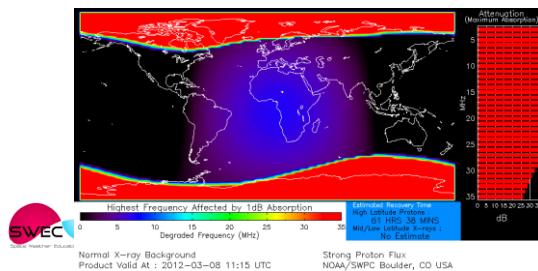 Attenuation
(Maximum Absorption)
5
10
15
20
25
30
35
MHz
0 5 10 15 20 25 30 35
dB
Highest Frequency Affected by 1dB Absorption
0 5 10 15 20 25 30 35
Degraded Frequency (MHz)
Estimated Recovery Time
High Latitude Protons :
61 HRS 38 MINS
Mid/Low Latitude X-rays :
No Estimate
SWEC
Space Weather Educati
Normal X-ray Background
Strong Proton Flux
Product Valid At : 2012-03-08 11:15 UTC
NOAA/SWPC Boulder, CO USA